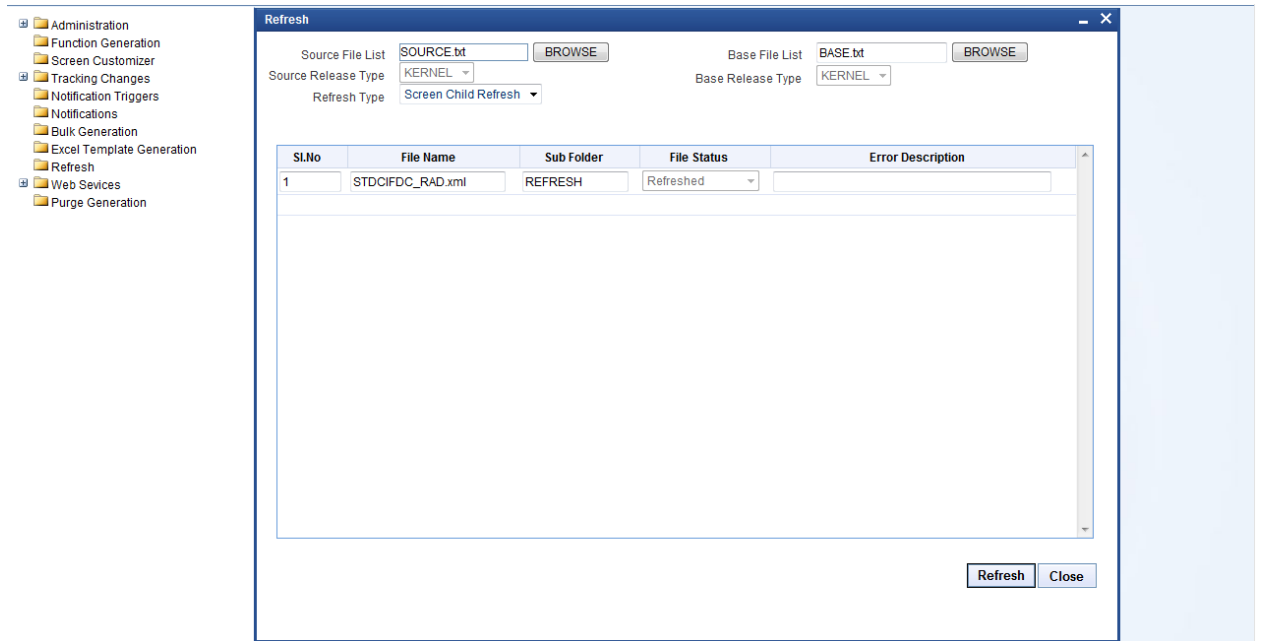 Administration
Function Generation
Screen Customizer
Tracking Changes
Notification Triggers
Notifications
Bulk Generation
Excel Template Generation
Refresh
Web Sevices
Purge Generation
Refresh
Source File List SOURCE.txt BROWSE Base File List BASE.txt BROWSE
Source Release Type KERNEL Base Release Type KERNEL
Refresh Type Screen Child Refresh
Sl.No File Name Sub Folder File Status Error Description
1 STDCIFDC_RAD.xml REFRESH Refreshed
Refresh Close